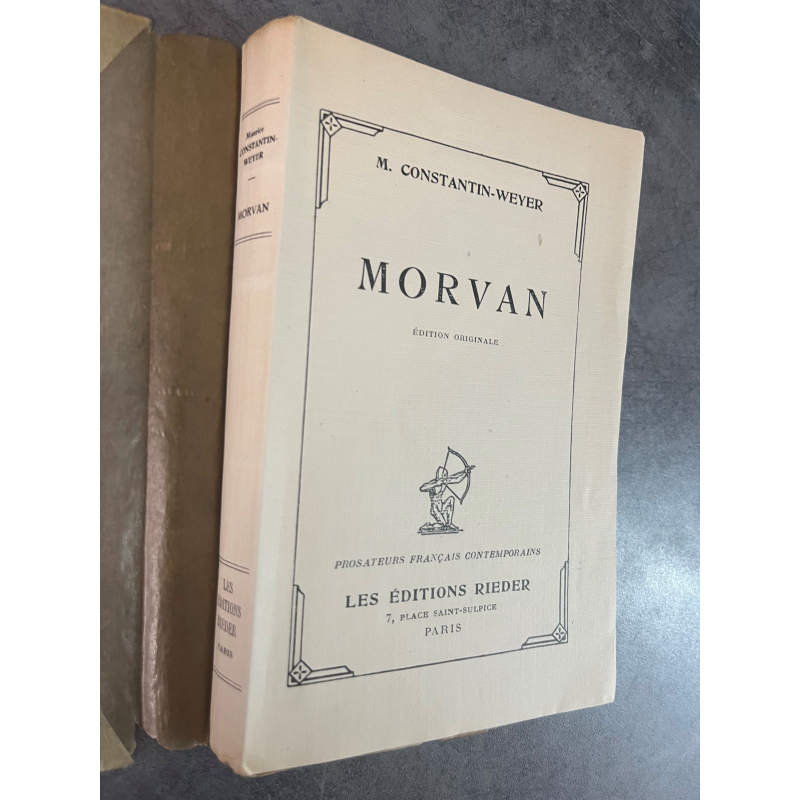 Maurice
CONSTANTIN-
WEYER
MORVAN
LES
ÉDITIONS
RIEDER
PARIS
M. CONSTANTIN-WEYER
MORVAN
ÉDITION ORIGINALE
PROSATEURS FRANÇAIS CONTEMPORAINS
LES ÉDITIONS RIEDER
7, PLACE SAINT-SULPICE
PARIS